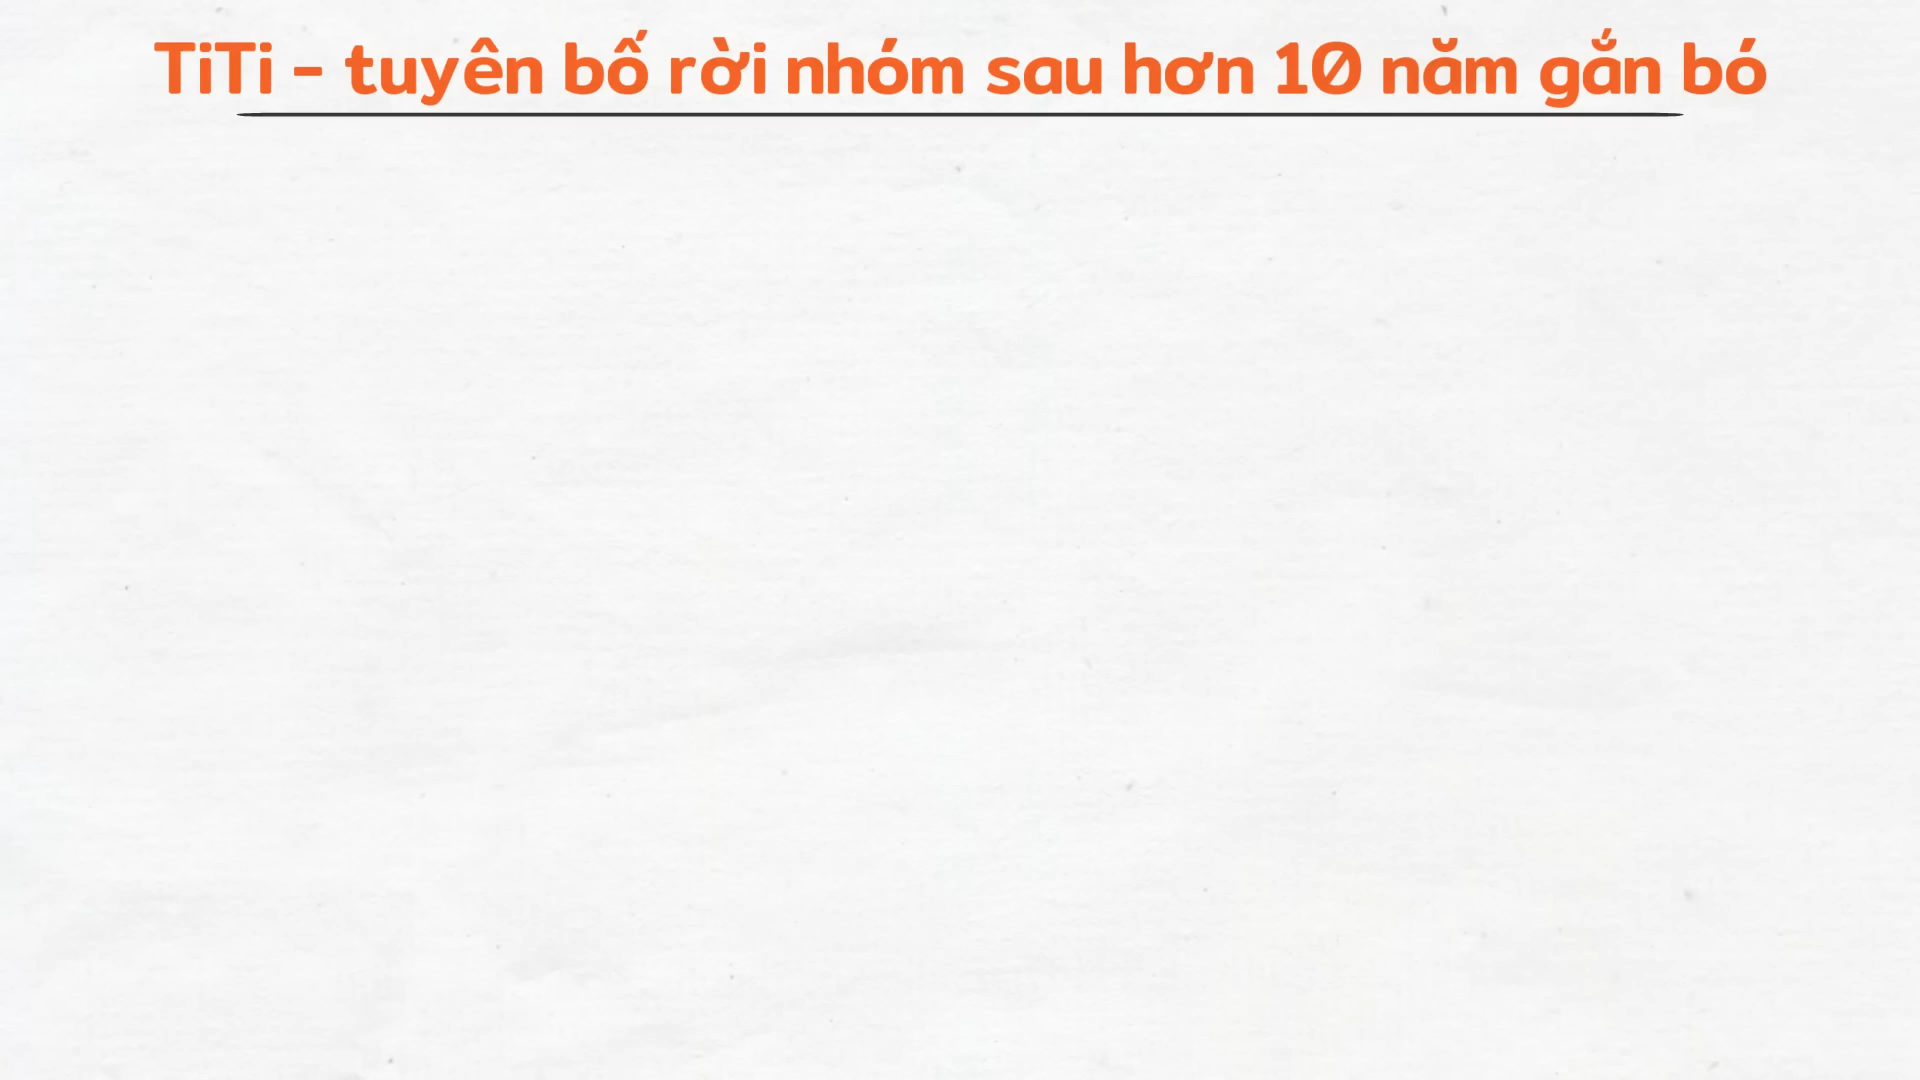 TiTi - tuyên bố rời nhóm sau hơn 10 năm gắn bó